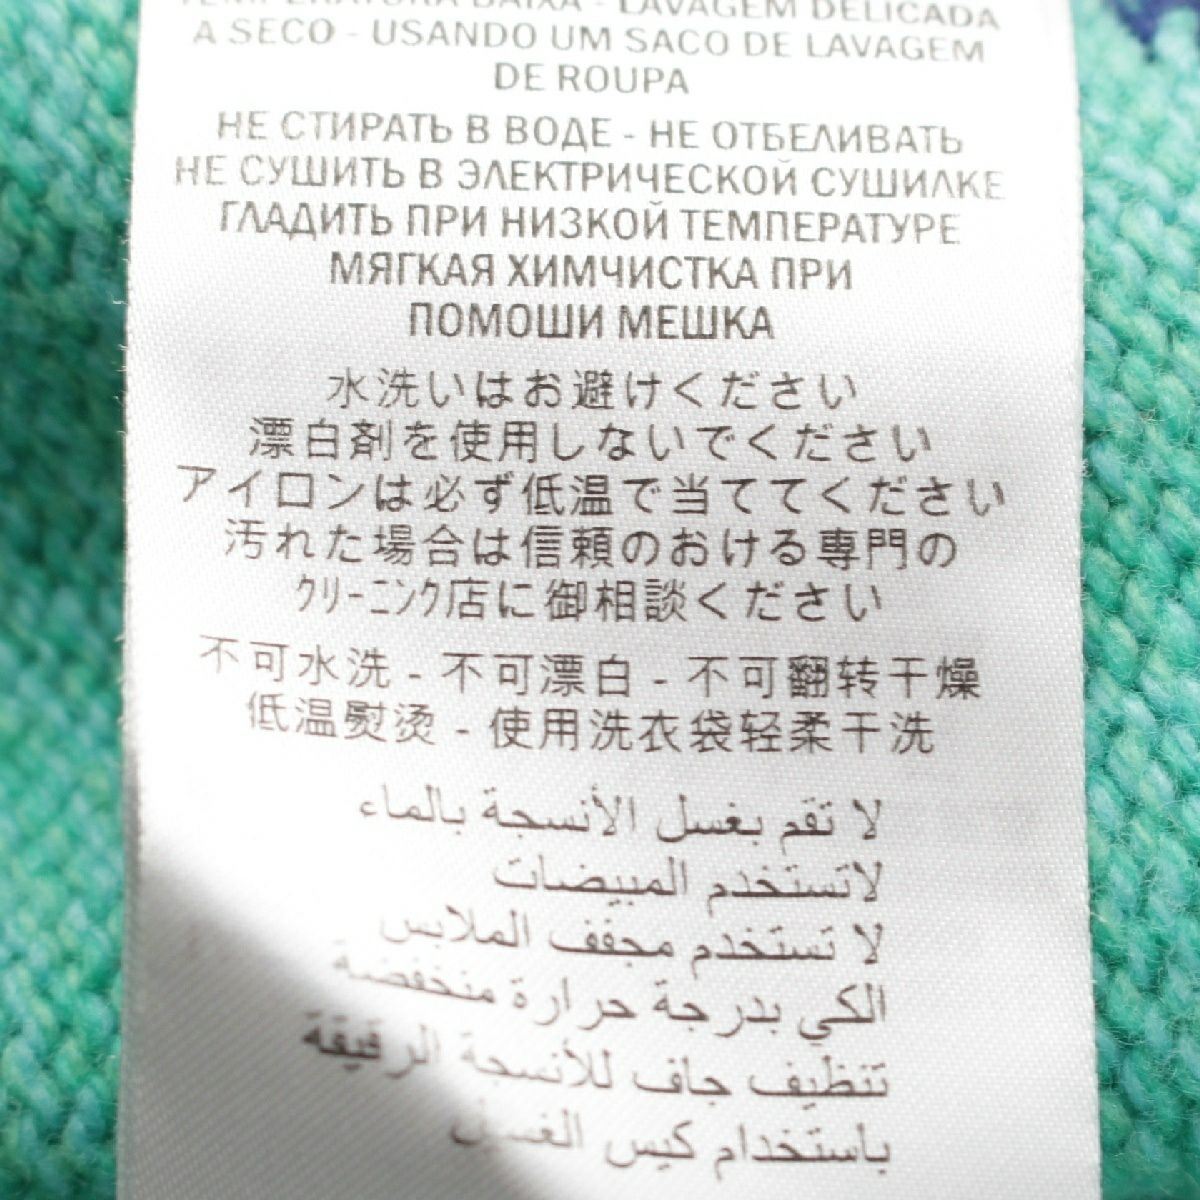 TEMPERATURA BAIXA - LAVAGEM DELICADA
A SECO - USANDO UM SACO DE LAVAGEM
DE ROUPA
НЕ СТИРАТЬ В ВОДЕ - НЕ ОТБЕЛИВАТЬ
НЕ СУШИТЬ В ЭЛЕКТРИЧЕСКОЙ СУШИЛКЕ
ГЛАДИТЬ ПРИ НИЗКОЙ ТЕМПЕРАТУРЕ
МЯГКАЯ ХИМЧИСТКА ПРИ
ПОМОШИ МЕШКА
水洗いはお避けください
漂白剤を使用しないでください
アイロンは必ず低温で当ててください
汚れた場合は信頼のおける専門の
クリーニング店に御相談ください
不可水洗 - 不可漂白 - 不可翻转干燥
低温熨烫 - 使用洗衣袋轻柔干洗
لا تقم بغسل الأنسجة بالماء
لاتستخدم المبيضات
لا تستخدم مجفف الملابس
الكي بدرجة حرارة منخفضة
تنظيف جاف للأنسجة الرقيقة
باستخدام كيس الغسيل